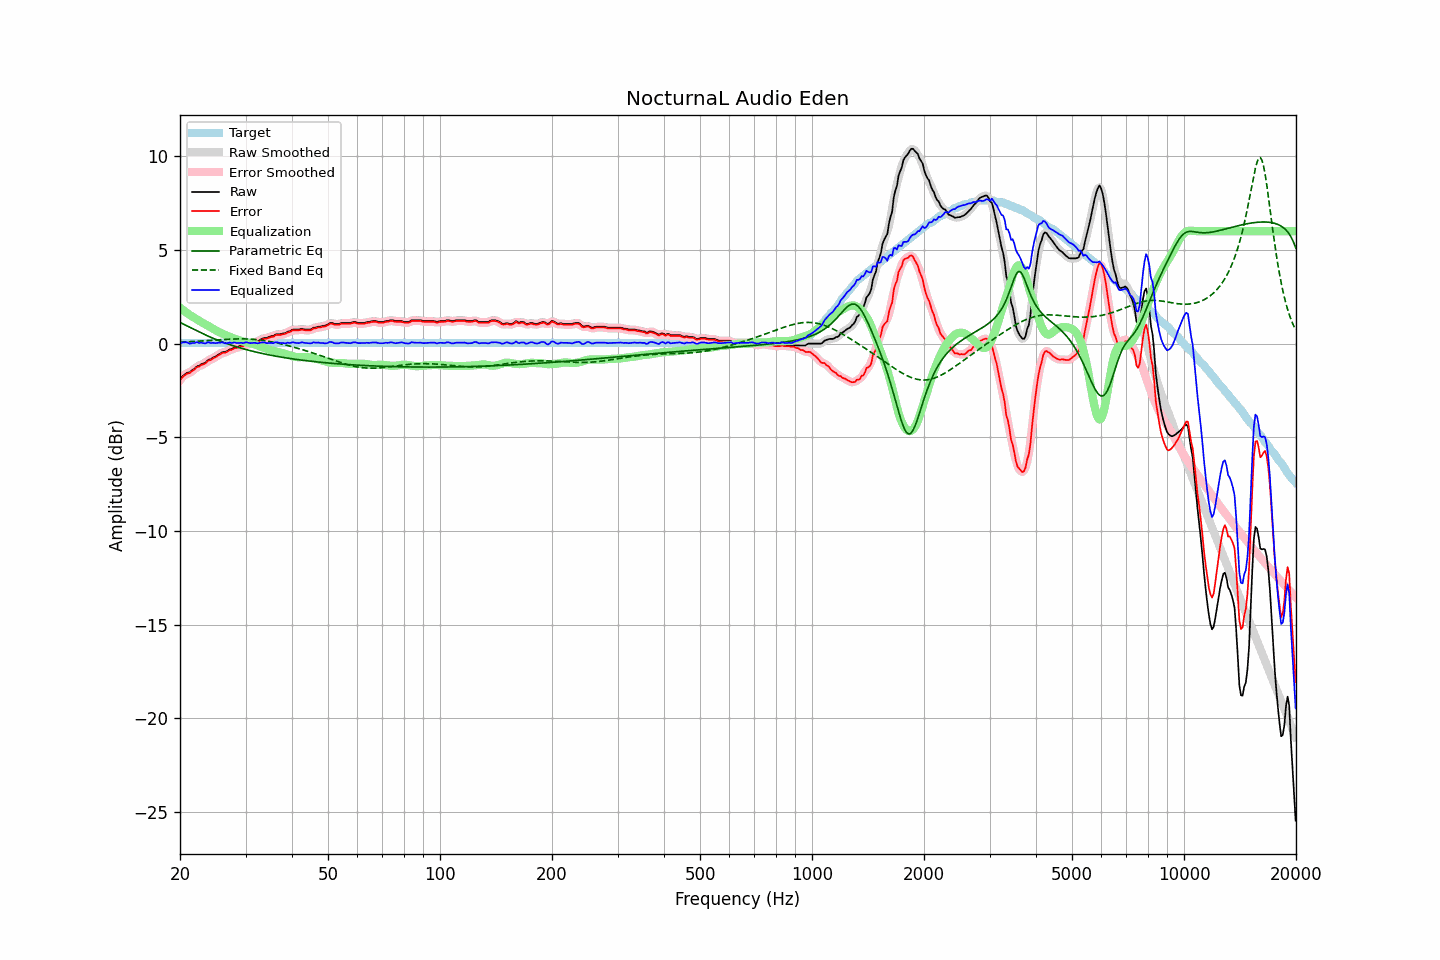 NocturnaL Audio Eden
Target
Raw Smoothed
Error Smoothed
Raw
Error
Equalization
Parametric Eq
Fixed Band Eq
Equalized
10
5
0
−5
−10
−15
−20
−25
Amplitude (dBr)
20 50 100 200 500 1000 2000 5000 10000 20000
Frequency (Hz)